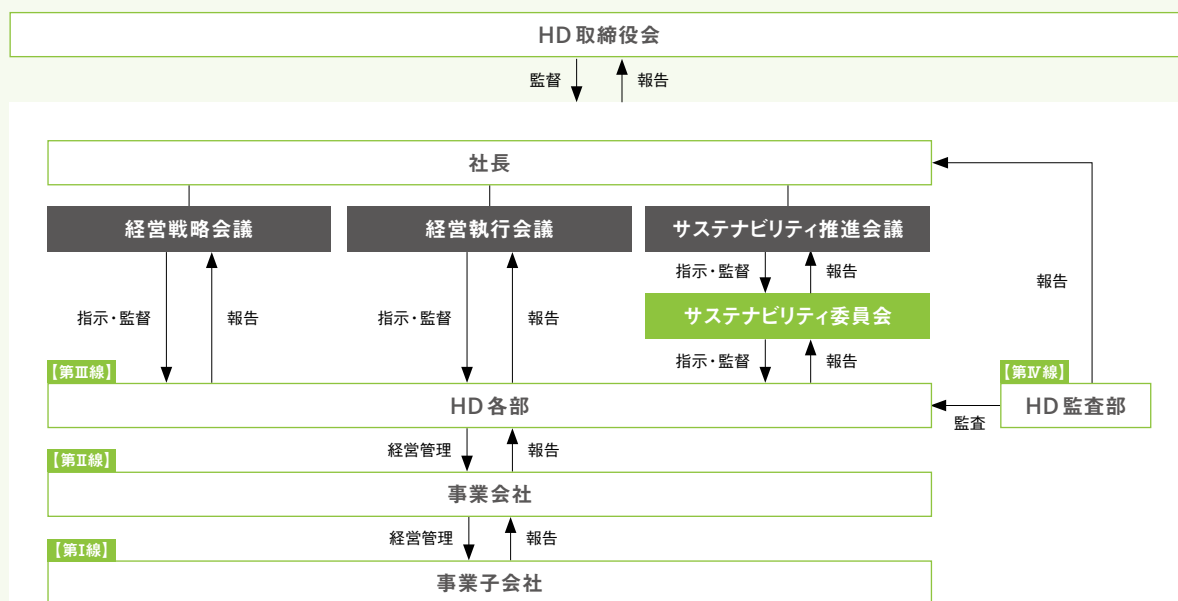 HD取締役会
監督
報告
社長
経営戦略会議
経営執行会議
サステナビリティ推進会議
指示・監督
報告
報告
サステナビリティ委員会
指示・監督
報告
指示・監督
報告
指示・監督
報告
【第Ⅲ線】
【第Ⅳ線】
HD各部
HD監査部
監査
経営管理
報告
【第Ⅱ線】
事業会社
経営管理
報告
【第Ⅰ線】
事業子会社